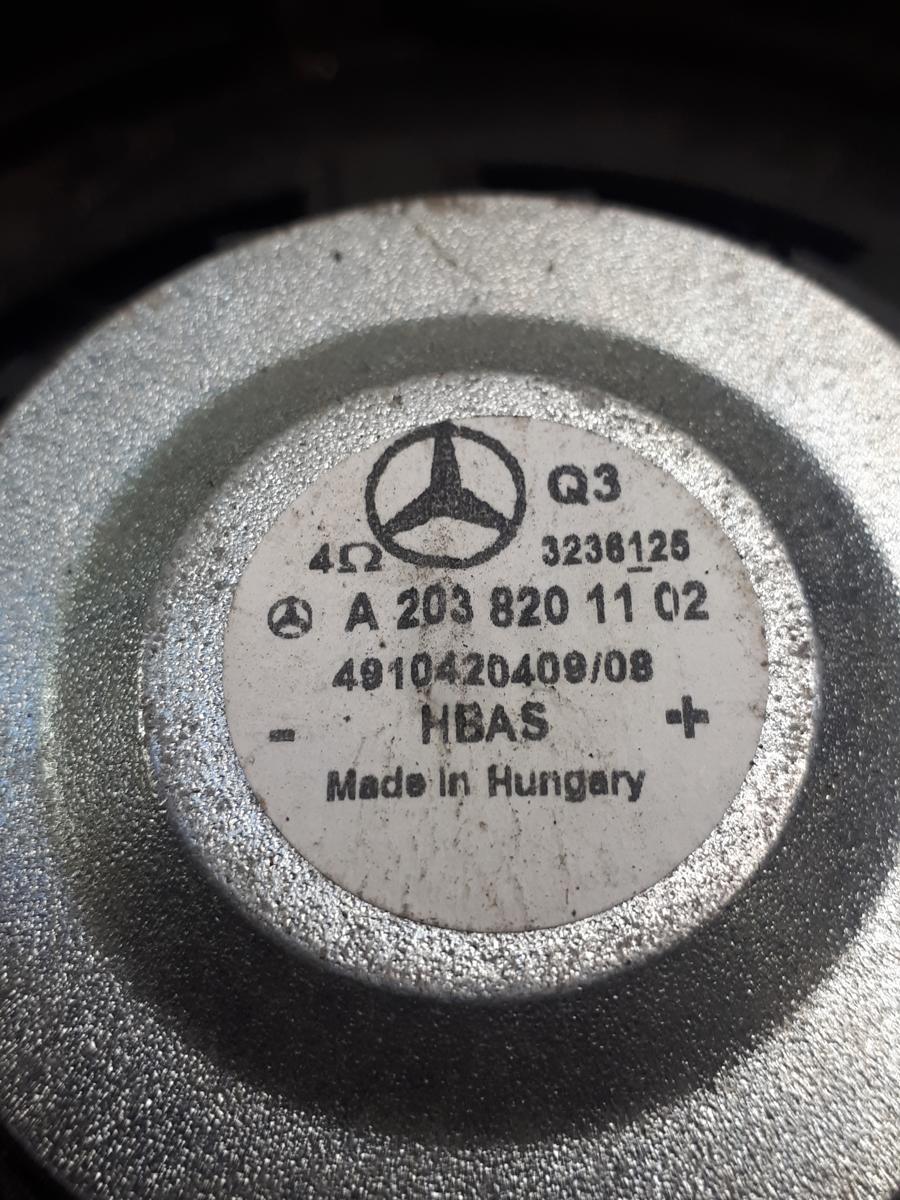 Q3
4Ω 3236125
A 203 820 11 02
4910420409/08
- HBAS +
Made in Hungary